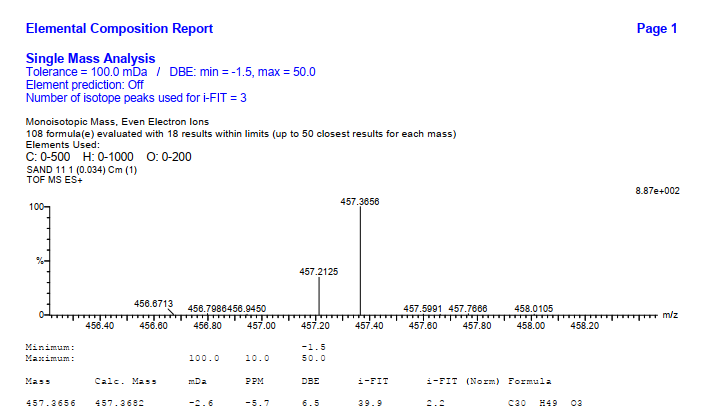 Elemental Composition Report Page 1
Single Mass Analysis
Tolerance = 100.0 mDa / DBE: min = -1.5, max = 50.0
Element prediction: Off
Number of isotope peaks used for i-FIT = 3
Monoisotopic Mass, Even Electron Ions
108 formula(e) evaluated with 18 results within limits (up to 50 closest results for each mass)
Elements Used:
C: 0-500 H: 0-1000 O: 0-200
SAND 11 1 (0.034) Cm (1)
TOF MS ES+
8.87e+002
457.3656
100
457.2125
%
456.6713
456.7986 456.9450 457.5991 457.7666 458.0105
0
m/z
456.40 456.60 456.80 457.00 457.20 457.40 457.60 457.80 458.00 458.20
Minimum: -1.5
Maximum: 100.0 10.0 50.0
Mass Calc. Mass mDa PPM DBE i-FIT i-FIT (Norm) Formula
457.3656 457.3682 -2.6 -5.7 6.5 39.9 2.2 C30 H49 O3